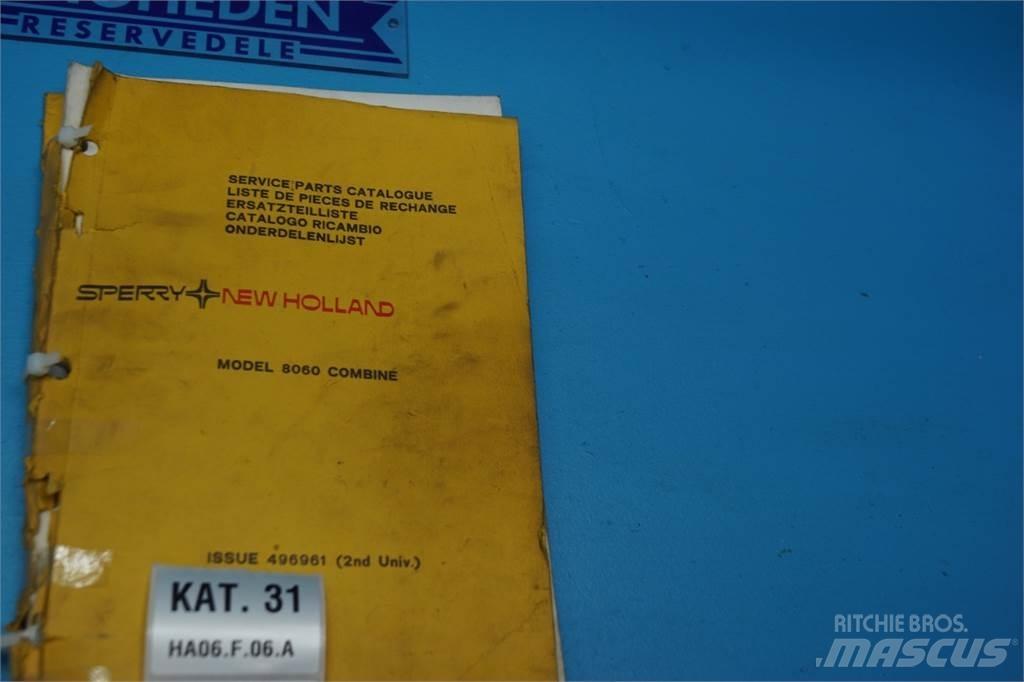 RESERVEDELE
SERVICE PARTS CATALOGUE
LISTE DE PIECES DE RECHANGE
ERSATZTEILLISTE
CATALOGO RICAMBIO
ONDERDELENLIJST
SPERRY NEW HOLLAND
MODEL 8060 COMBINE
ISSUE 496961 (2nd Univ.)
KAT. 31
HA06.F.06.A
RITCHIE BROS.
MASCUS